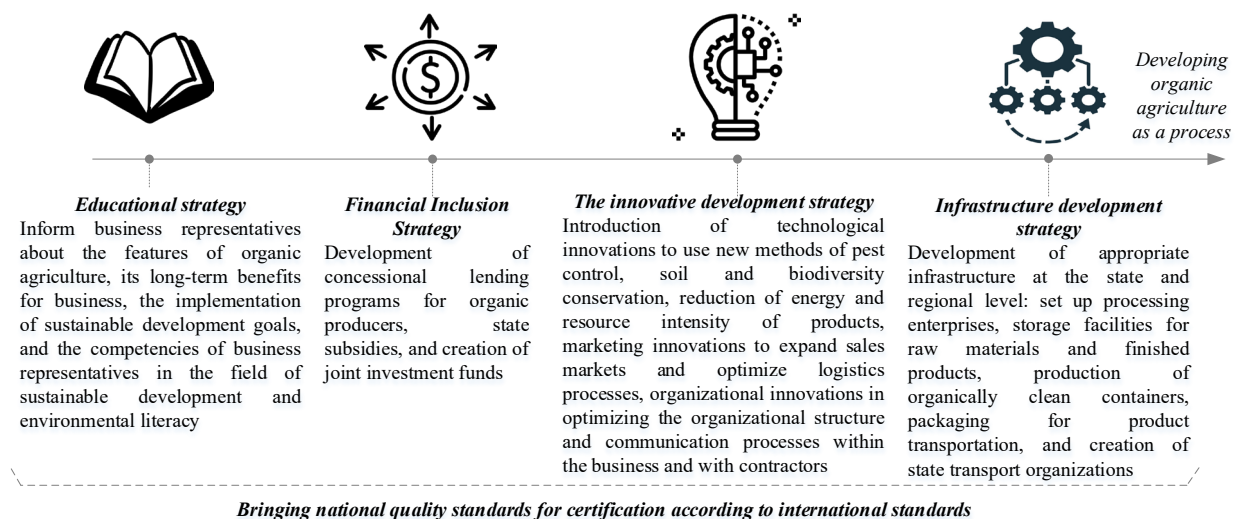 Developing
organic
agriculture
as a process
Educational strategy
Inform business representatives
about the features of organic
agriculture, its long-term benefits
for business, the implementation
of sustainable development goals,
and the competencies of business
representatives in the field of
sustainable development and
environmental literacy
Financial Inclusion
Strategy
Development of
concessional lending
programs for organic
producers, state
subsidies, and creation of
joint investment funds
The innovative development strategy
Introduction of technological
innovations to use new methods of pest
control, soil and biodiversity
conservation, reduction of energy and
resource intensity of products,
marketing innovations to expand sales
markets and optimize logistics
processes, organizational innovations in
optimizing the organizational structure
and communication processes within
the business and with contractors
Infrastructure development
strategy
Development of appropriate
infrastructure at the state and
regional level: set up processing
enterprises, storage facilities for
raw materials and finished
products, production of
organically clean containers,
packaging for product
transportation, and creation of
state transport organizations
Bringing national quality standards for certification according to international standards